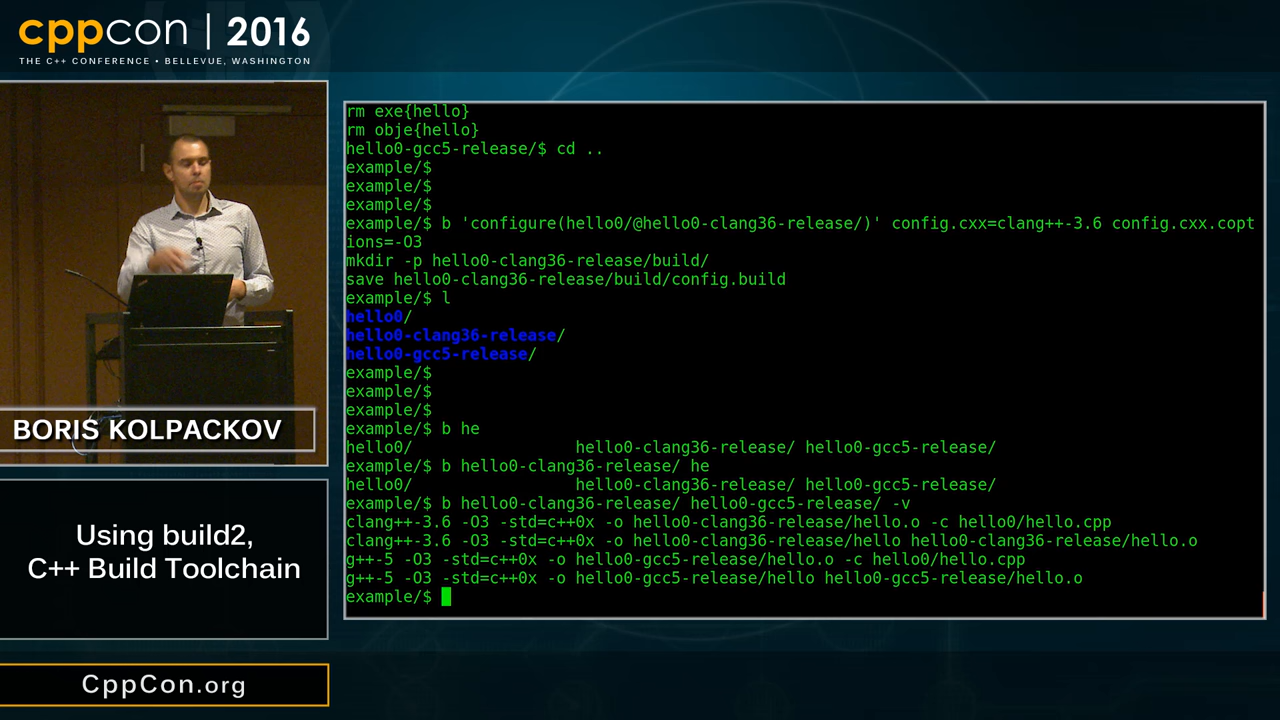 cppcon | 2016
THE C++ CONFERENCE • BELLEVUE, WASHINGTON
rm exe{hello}
rm obje{hello}
hello0-gcc5-release/$ cd ..
example/$
example/$
example/$
example/$ b 'configure(hello0/@hello0-clang36-release/)' config.cxx=clang++-3.6 config.cxx.copt
ions=-O3
mkdir -p hello0-clang36-release/build/
save hello0-clang36-release/build/config.build
example/$ l
hello0/
hello0-clang36-release/
hello0-gcc5-release/
example/$
example/$
example/$
example/$ b he
hello0/ hello0-clang36-release/ hello0-gcc5-release/
example/$ b hello0-clang36-release/ he
hello0/ hello0-clang36-release/ hello0-gcc5-release/
example/$ b hello0-clang36-release/ hello0-gcc5-release/ -v
clang++-3.6 -O3 -std=c++0x -o hello0-clang36-release/hello.o -c hello0/hello.cpp
clang++-3.6 -O3 -std=c++0x -o hello0-clang36-release/hello hello0-clang36-release/hello.o
g++-5 -O3 -std=c++0x -o hello0-gcc5-release/hello.o -c hello0/hello.cpp
g++-5 -O3 -std=c++0x -o hello0-gcc5-release/hello hello0-gcc5-release/hello.o
example/$
BORIS KOLPACKOV
Using build2,
C++ Build Toolchain
CppCon.org